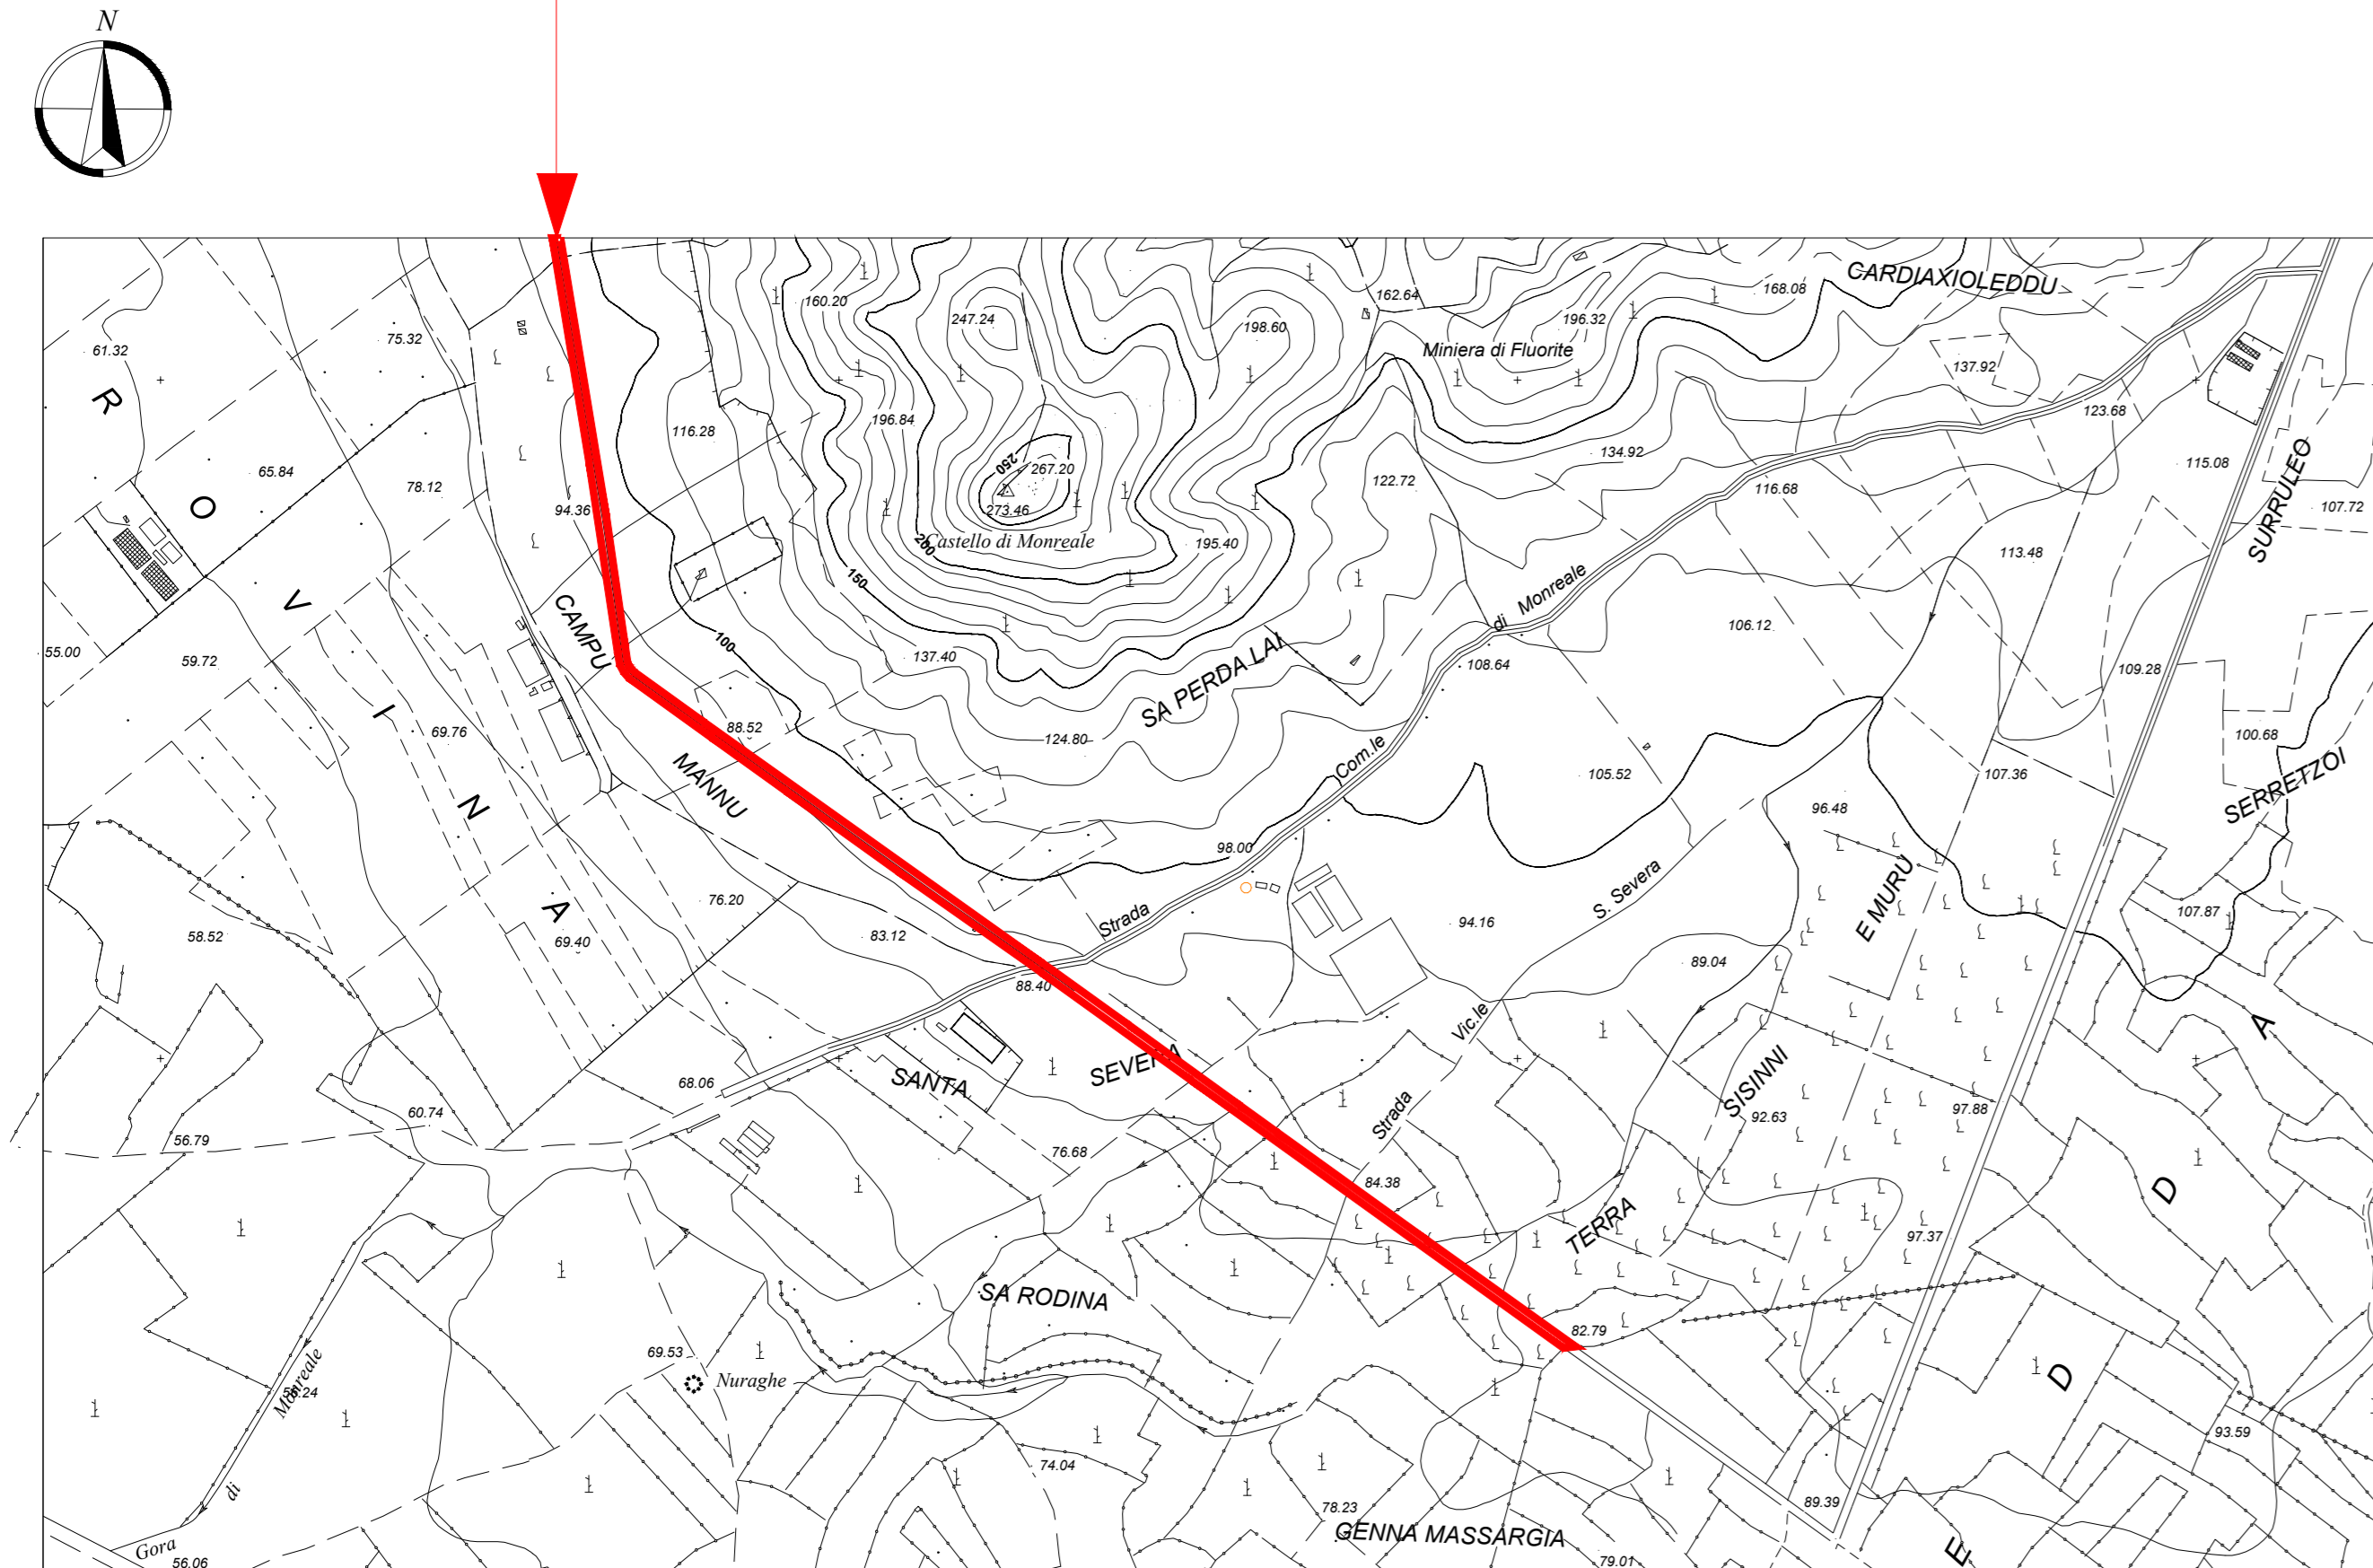 N
CARDIAXIOLEDDU
162.64
168.08
160.20
247.24
198.60
196.32
75.32
61.32
Miniera di Fluorite
137.92
R
196.84
123.68
116.28
134.92
250
267.20
65.84
122.72
115.08
78.12
116.68
SURRULEO
O
94.36
273.46
107.72
Castello di Monreale
200
195.40
113.48
150
V
Strada Com.le di Monreale
CAMPU
106.12
100
55.00
59.72
137.40
108.64
109.28
SA PERDA LAI
I
69.76
88.52
124.80
100.68
MANNU
105.52
107.36
SERRETZOI
N
96.48
98.00
E MURU
76.20
A
Strada Vic.le S. Severa
107.87
58.52
69.40
83.12
94.16
89.04
88.40
A
SANTA
SEVERA
SISINNI
68.06
60.74
92.63
97.88
56.79
76.68
84.38
D
TERRA
97.37
SA RODINA
82.79
69.53
Nuraghe
D
Gora di Monreale
93.59
74.04
78.23
89.39
GENNA MASSARGIA
E
56.06
79.01